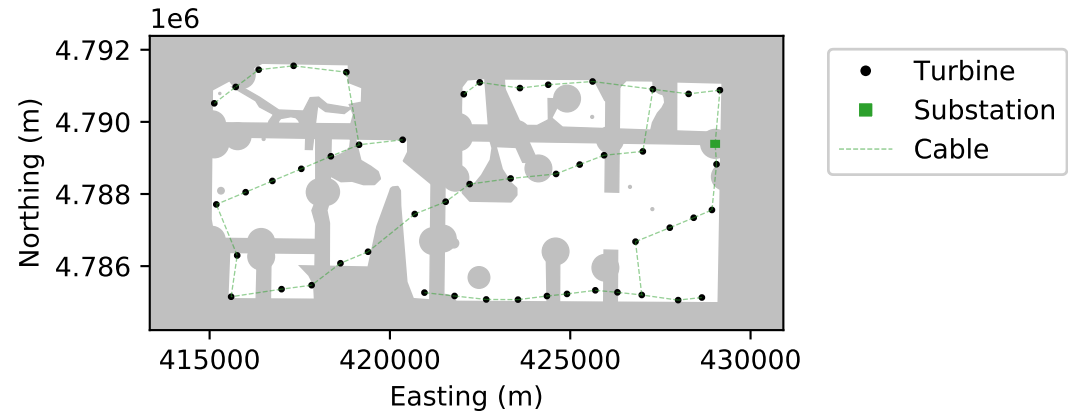 1e6
4.792
4.790
4.788
4.786
Northing (m)
415000 420000 425000 430000
Easting (m)
Turbine
Substation
Cable